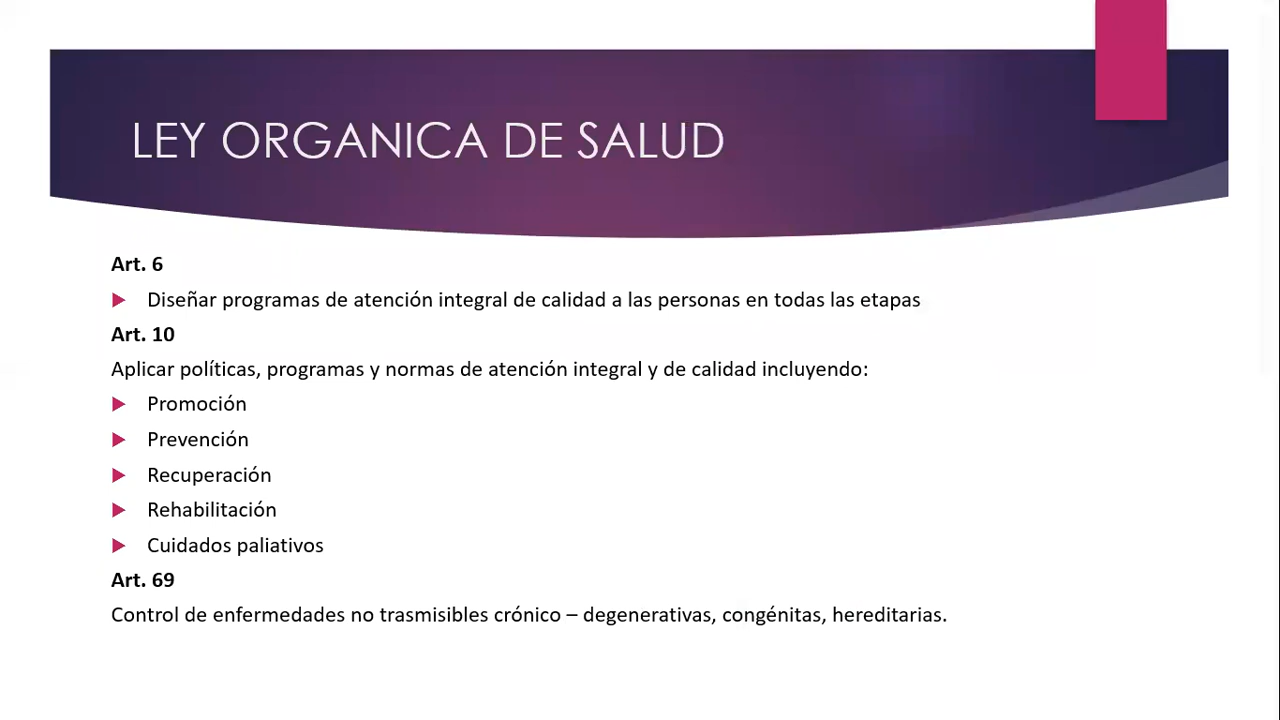 LEY ORGANICA DE SALUD
Art. 6
Diseñar programas de atención integral de calidad a las personas en todas las etapas
Art. 10
Aplicar políticas, programas y normas de atención integral y de calidad incluyendo:
Promoción
Prevención
Recuperación
Rehabilitación
Cuidados paliativos
Art. 69
Control de enfermedades no trasmisibles crónico – degenerativas, congénitas, hereditarias.